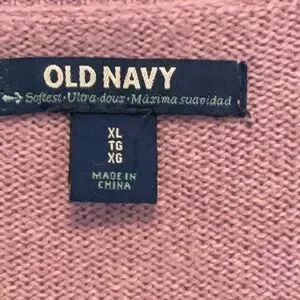 OLD NAVY
Softest·Ultra-doux·Máxima suavidad
XL
TG
XG
MADE IN
CHINA